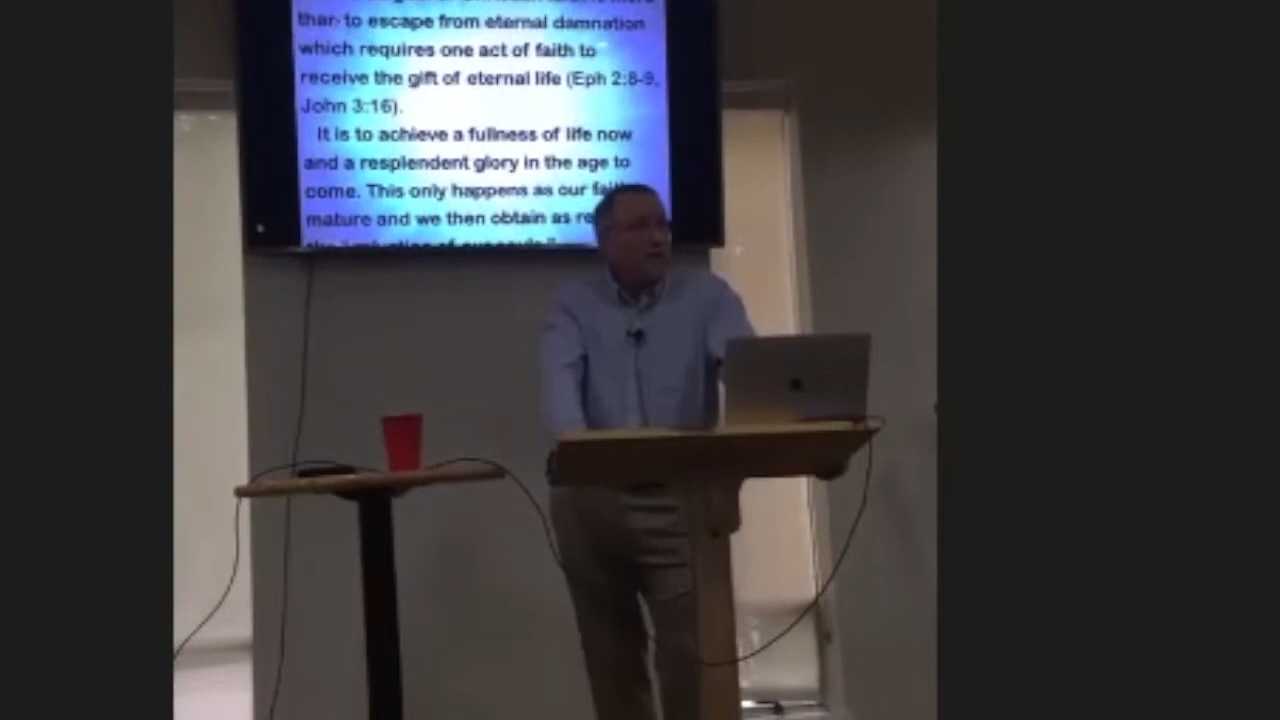 thar- to escape from eternal damnation
which requires one act of faith to
receive the gift of eternal life (Eph 2:8-9,
John 3:16).
It is to achieve a fullness of life now
and a resplendent glory in the age to
come. This only happens as our
mature and we then obtain as